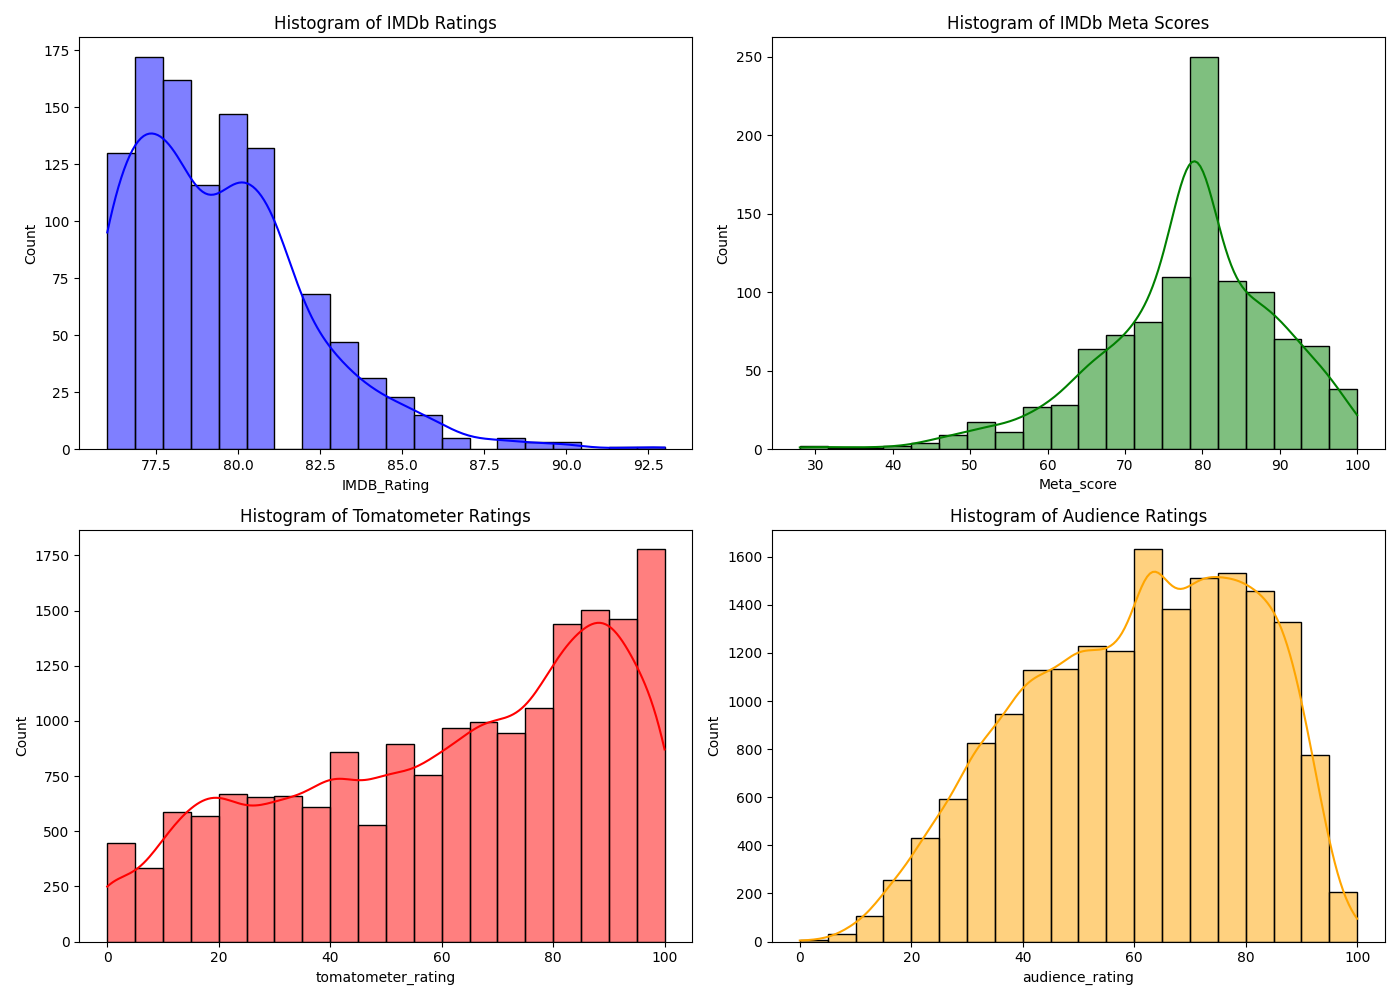 Histogram of IMDb Ratings
Count
175
150
125
100
75
50
25
0
77.5 80.0 82.5 85.0 87.5 90.0 92.5
IMDB_Rating
Histogram of IMDb Meta Scores
Count
250
200
150
100
50
0
30 40 50 60 70 80 90 100
Meta_score
Histogram of Tomatometer Ratings
Count
1750
1500
1250
1000
750
500
250
0
0 20 40 60 80 100
tomatometer_rating
Histogram of Audience Ratings
Count
1600
1400
1200
1000
800
600
400
200
0
0 20 40 60 80 100
audience_rating